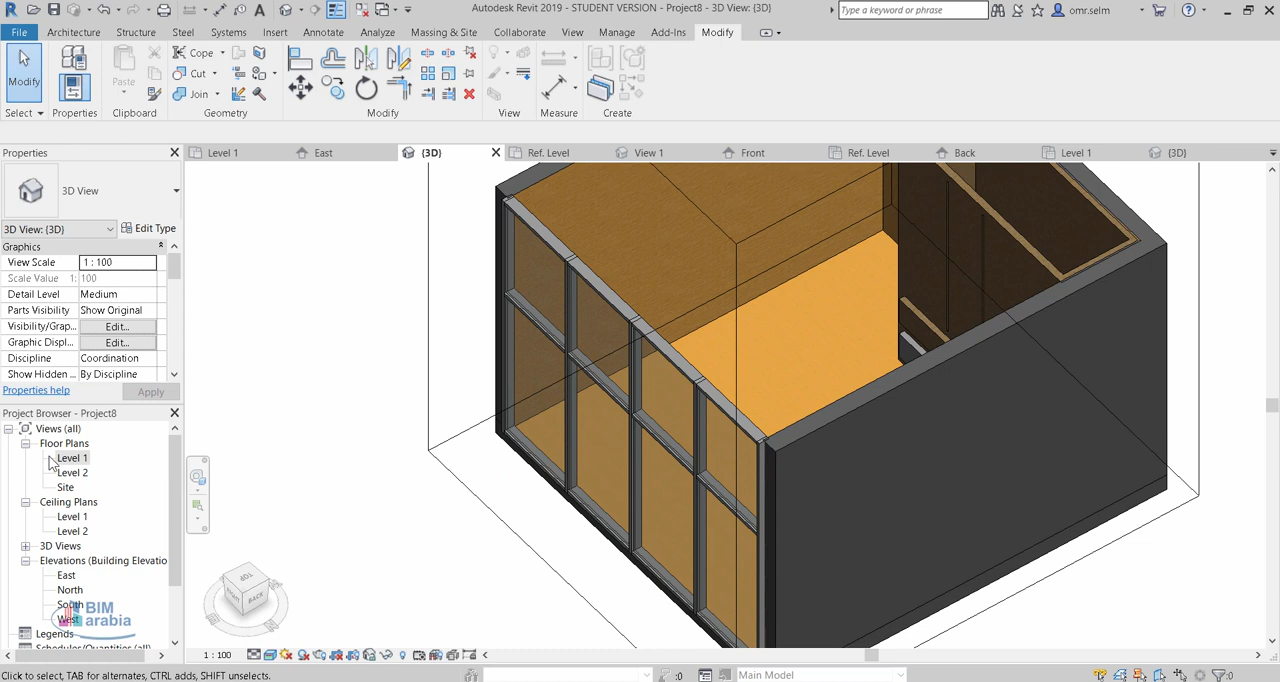 Autodesk Revit 2019 - STUDENT VERSION - Project8 - 3D View: {3D}
Type a keyword or phrase
omr.selm
File Architecture Structure Steel Systems Insert Annotate Analyze Massing & Site Collaborate View Manage Add-Ins Modify
Modify Paste Cope Cut Join
Select Properties Clipboard Geometry Modify View Measure Create
Properties
Level 1 East {3D} Ref. Level View 1 Front Ref. Level Back Level 1 {3D}
3D View
3D View: {3D} Edit Type
Graphics
View Scale 1 : 100
Scale Value 1: 100
Detail Level Medium
Parts Visibility Show Original
Visibility/Grap... Edit...
Graphic Displ... Edit...
Discipline Coordination
Show Hidden ... By Discipline
Properties help Apply
Project Browser - Project8
Views (all)
Floor Plans
Level 1
Level 2
Site
Ceiling Plans
Level 1
Level 2
3D Views
Elevations (Building Elevatio
East
North
South
West
BIM
arabia
Legends
Schedules/Quantities (all)
TOP
RIGHT
BACK
1 : 100
Click to select, TAB for alternates, CTRL adds, SHIFT unselects.
:0
Main Model
:0